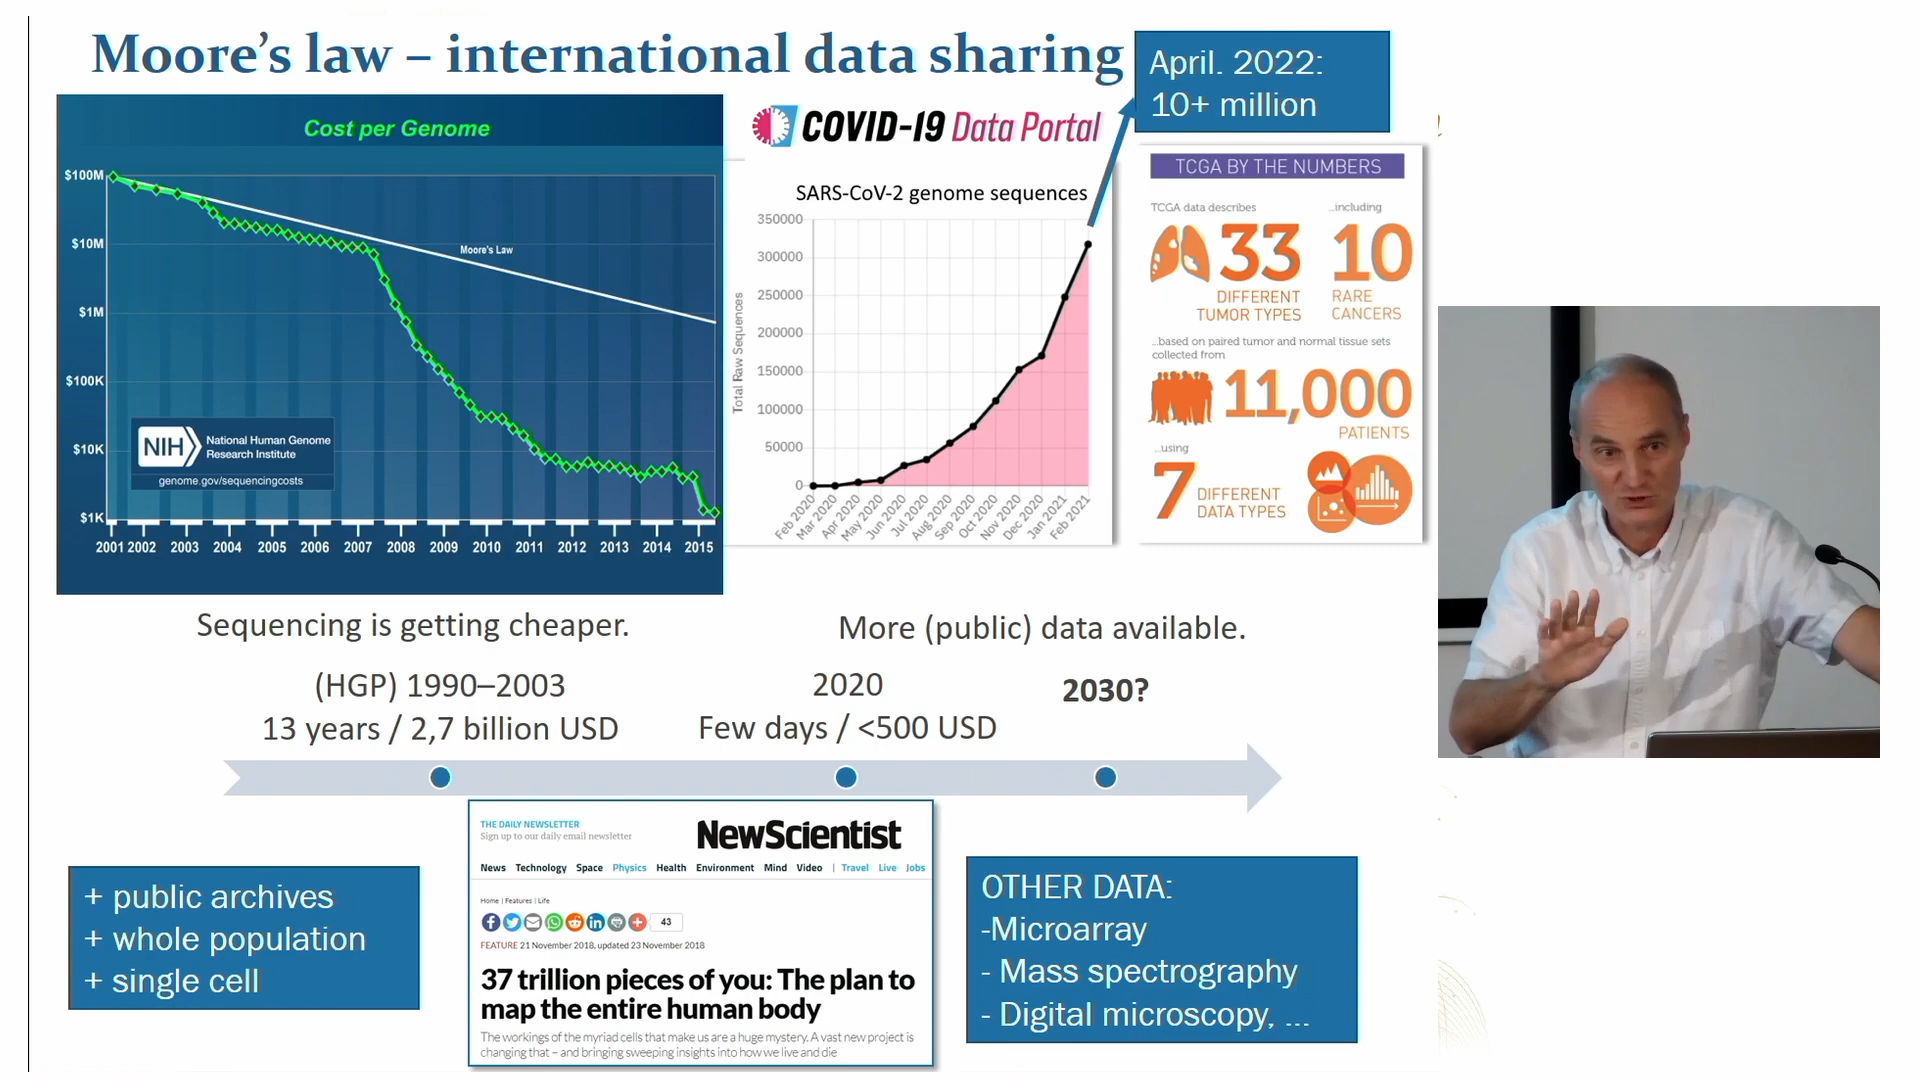 Moore's law – international data sharing
April. 2022:
10+ million
Cost per Genome
$100M
$10M
$1M
$100K
$10K
$1K
Moore's Law
NIH National Human Genome
Research Institute
genome.gov/sequencingcosts
2001 2002 2003 2004 2005 2006 2007 2008 2009 2010 2011 2012 2013 2014 2015
COVID-19 Data Portal
SARS-CoV-2 genome sequences
Total Raw Sequences
350000
300000
250000
200000
150000
100000
50000
0
Feb 2020
Mar 2020
Apr 2020
May 2020
Jun 2020
Jul 2020
Aug 2020
Sep 2020
Oct 2020
Nov 2020
Dec 2020
Jan 2021
Feb 2021
TCGA BY THE NUMBERS
TCGA data describes
...including
33
DIFFERENT
TUMOR TYPES
10
RARE
CANCERS
...based on paired tumor and normal tissue sets
collected from
11,000
PATIENTS
...using
7 DIFFERENT
DATA TYPES
Sequencing is getting cheaper.
More (public) data available.
(HGP) 1990–2003
13 years / 2,7 billion USD
2020
Few days / <500 USD
2030?
+ public archives
+ whole population
+ single cell
THE DAILY NEWSLETTER
Sign up to our daily email newsletter
NewScientist
News Technology Space Physics Health Environment Mind Video | Travel Live Jobs
Home | Features | Life
43
FEATURE 21 November 2018, updated 23 November 2018
37 trillion pieces of you: The plan to
map the entire human body
The workings of the myriad cells that make us are a huge mystery. A vast new project is
changing that – and bringing sweeping insights into how we live and die
OTHER DATA:
-Microarray
- Mass spectrography
- Digital microscopy, ...